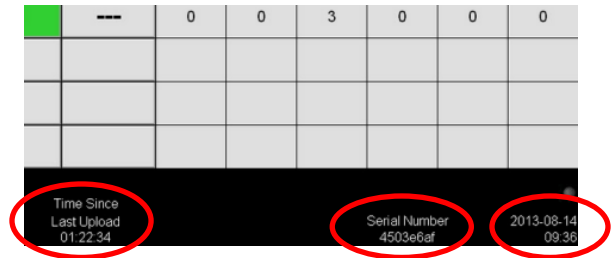 --- 0 0 3 0 0 0
Time Since
Last Upload
01:22:34
Serial Number
4503e6af
2013-08-14
09:36